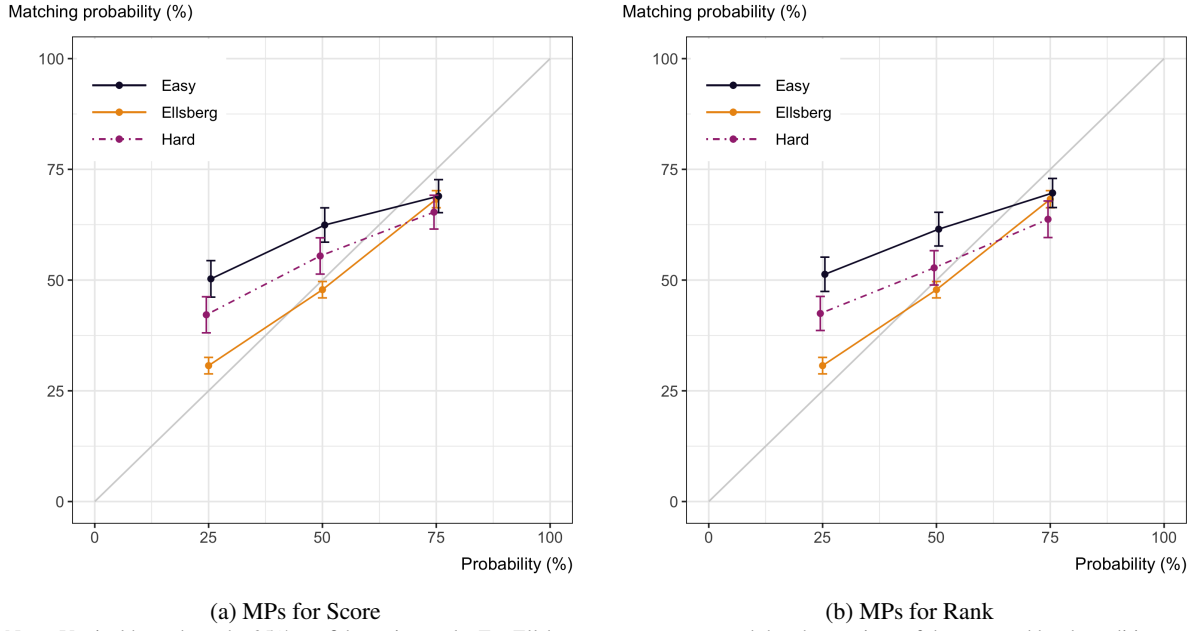 Matching probability (%)
100
75
50
25
0
Easy
Ellsberg
Hard
0 25 50 75 100
Probability (%)
(a) MPs for Score
Matching probability (%)
100
75
50
25
0
Easy
Ellsberg
Hard
0 25 50 75 100
Probability (%)
(b) MPs for Rank